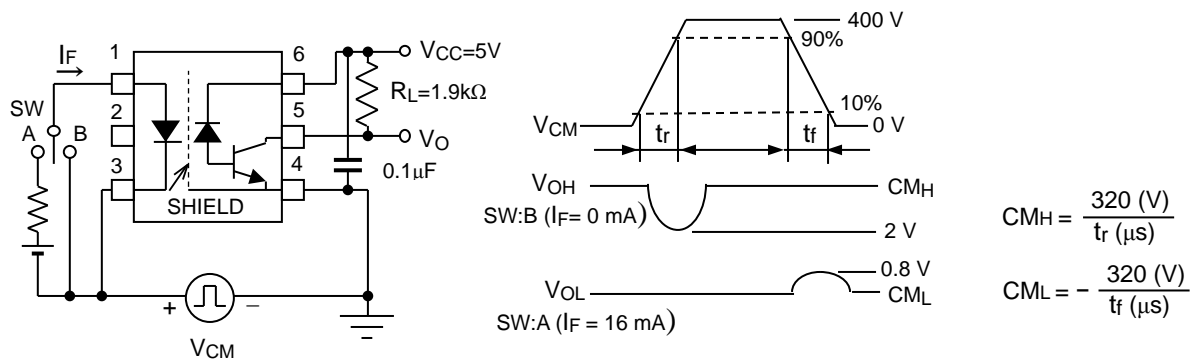 IF
SW
A
B
1
2
3
6
5
4
SHIELD
VCC=5V
RL=1.9kΩ
VO
0.1μF
+
−
VCM
400 V
90%
10%
VCM
0 V
tr
tf
VOH
CMH
SW:B (IF= 0 mA)
2 V
0.8 V
VOL
CML
SW:A (IF = 16 mA)
CMH = 320 (V) / tr (μs)
CML = − 320 (V) / tf (μs)